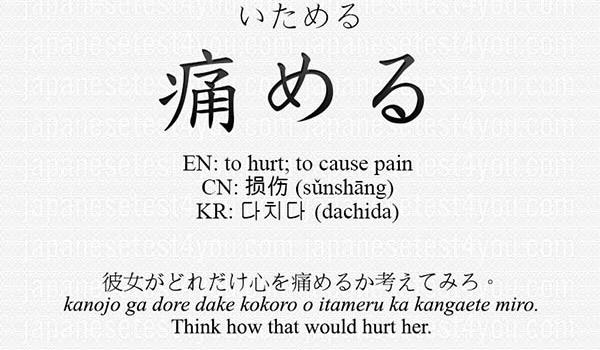 いためる
痛める
EN: to hurt; to cause pain
CN: 损伤 (sǔnshāng)
KR: 다치다 (dachida)
彼女がどれだけ心を痛めるか考えてみろ。
kanojo ga dore dake kokoro o itameru ka kangaete miro.
Think how that would hurt her.